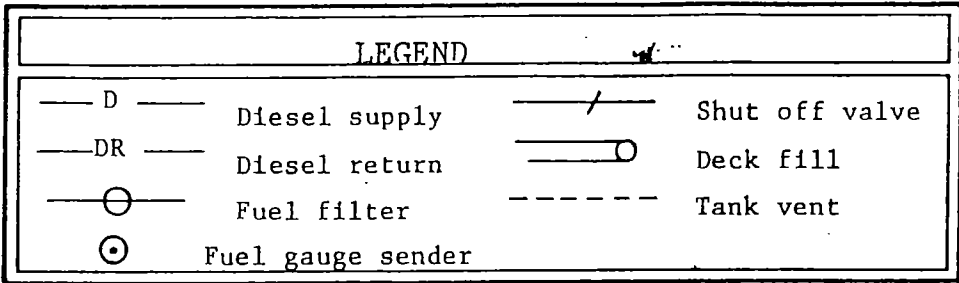 LEGEND
D Diesel supply Shut off valve
DR Diesel return Deck fill
Fuel filter Tank vent
Fuel gauge sender